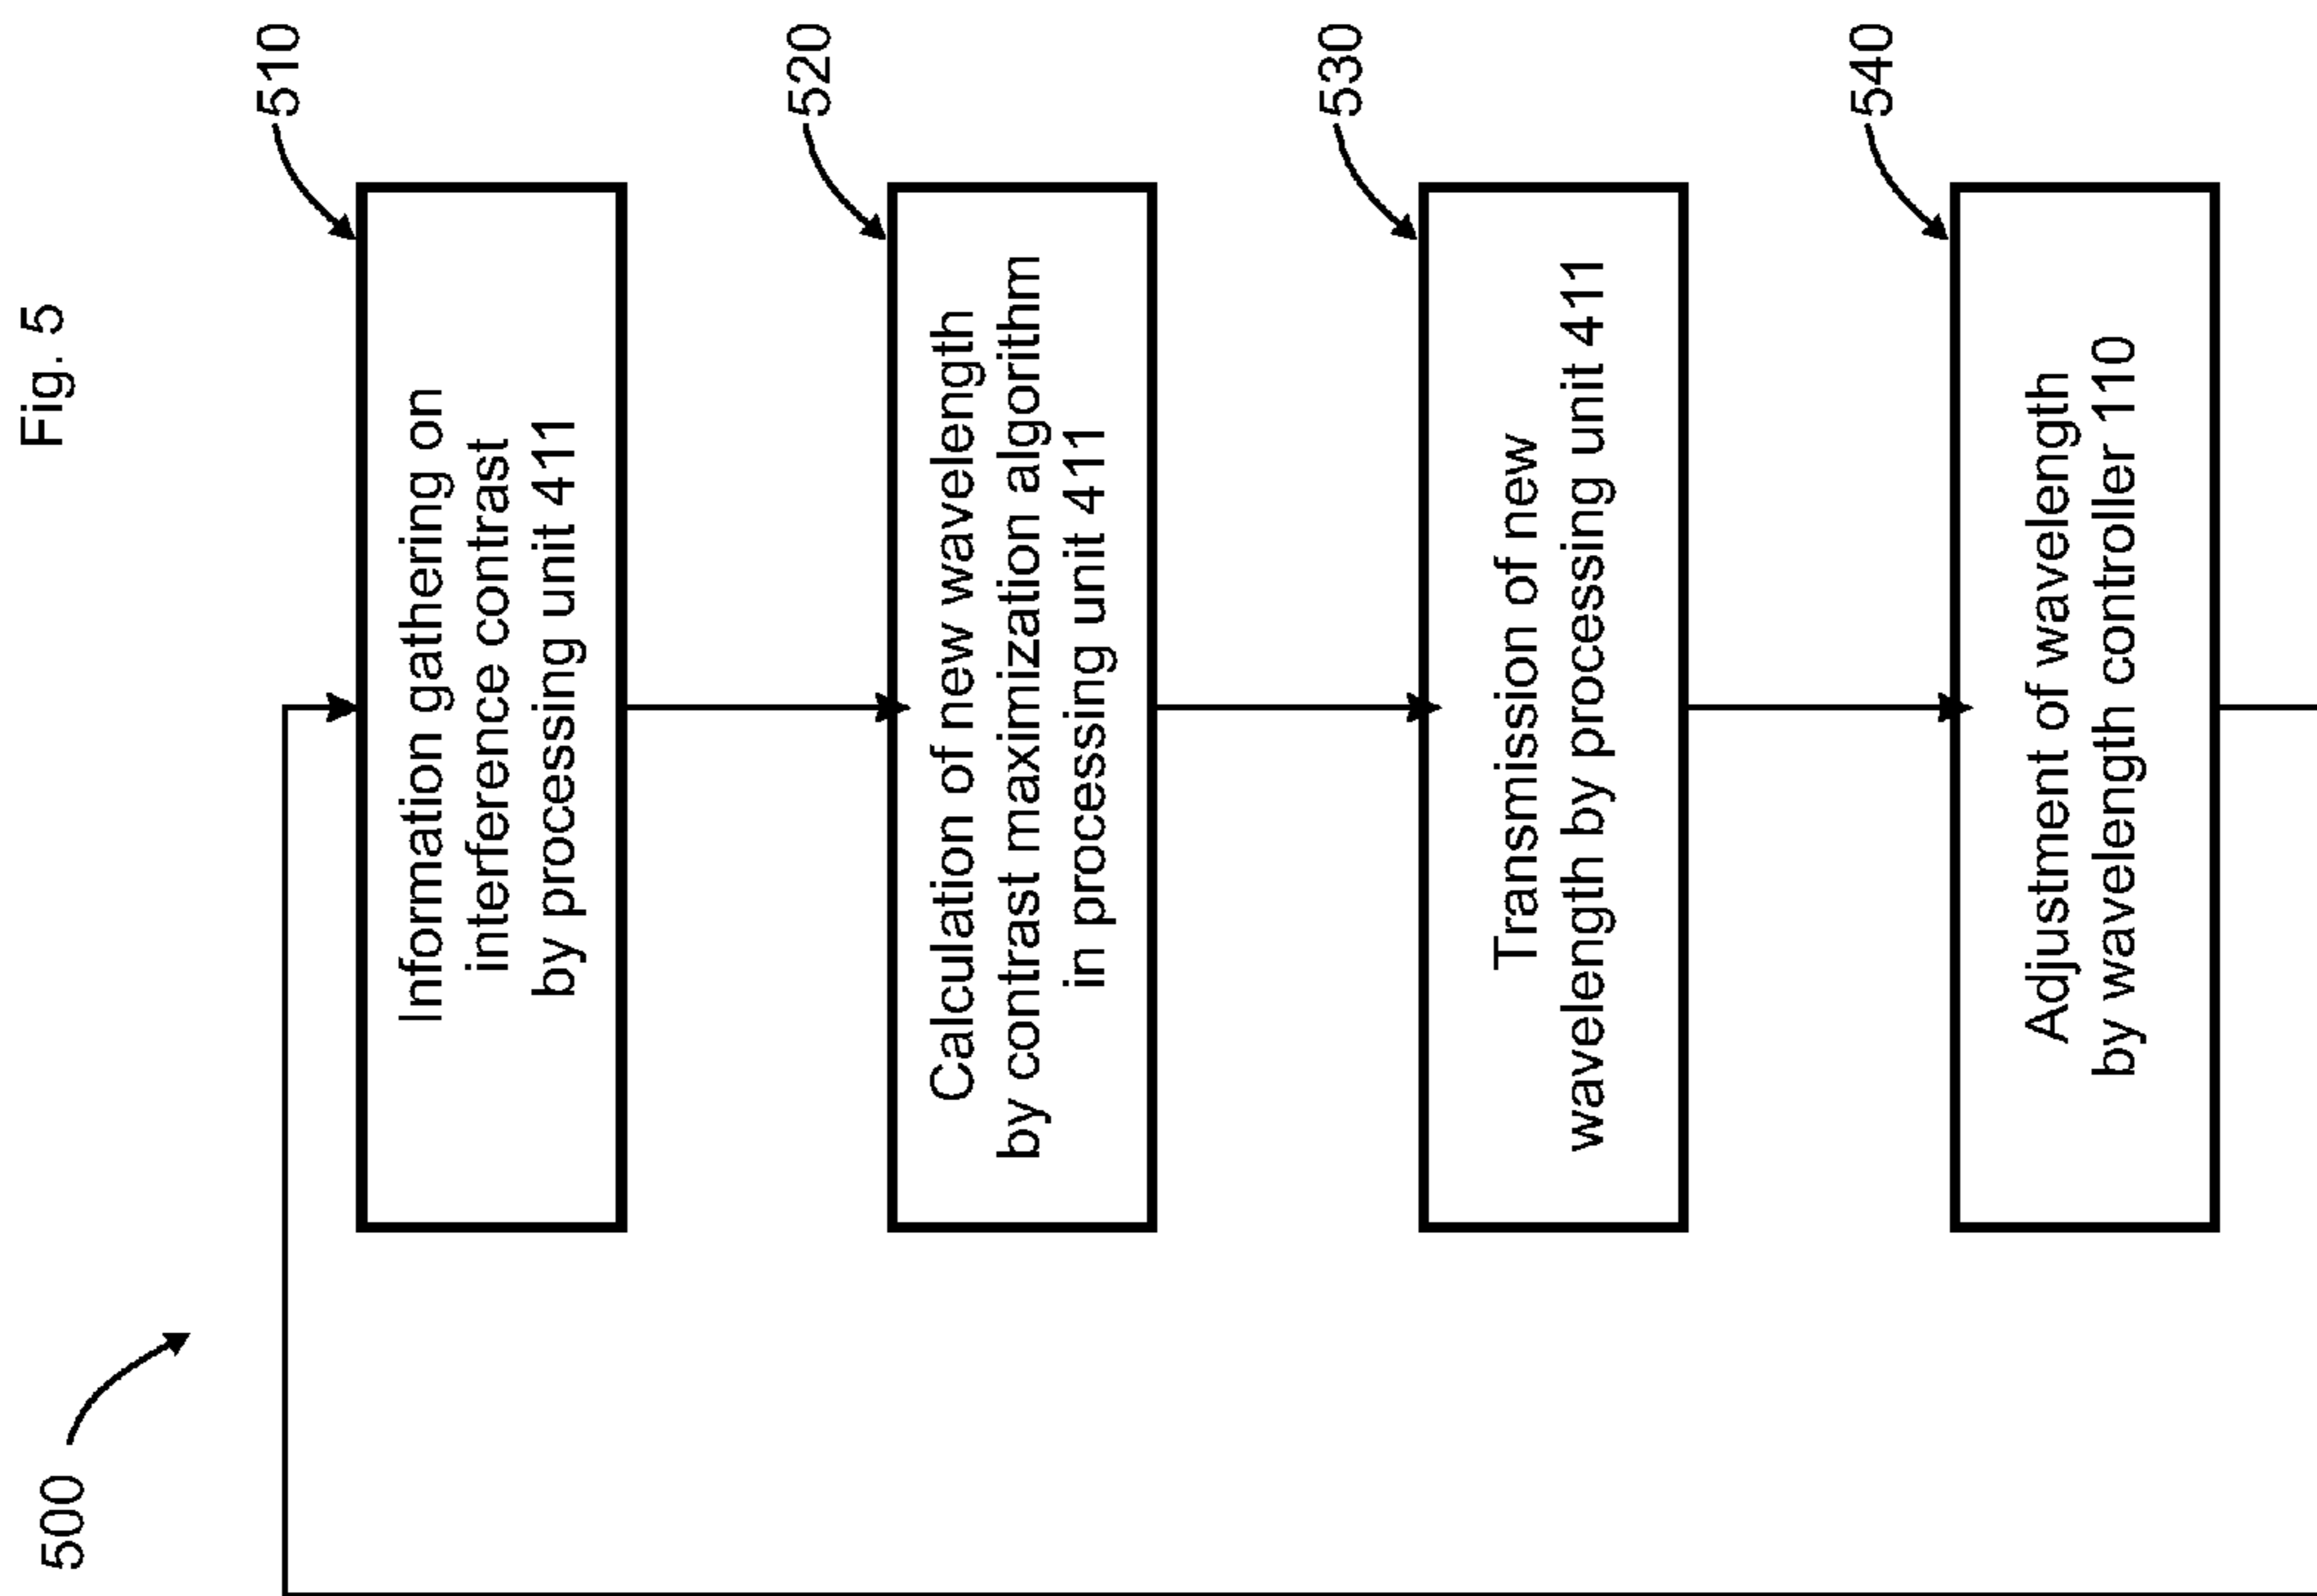 Fig. 5
500
510
Information gathering on
interference contrast
by processing unit 411
520
Calculation of new wavelength
by contrast maximization algorithm
in processing unit 411
530
Transmission of new
wavelength by processing unit 411
540
Adjustment of wavelength
by wavelength controller 110